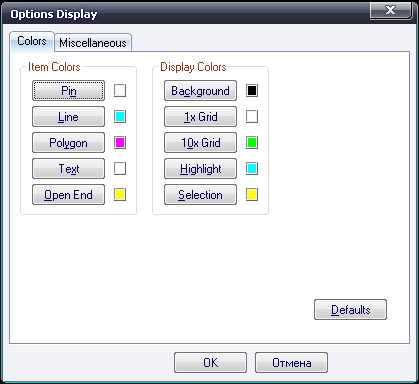 Options Display
Colors Miscellaneous
Item Colors Display Colors
Pin Background
Line 1x Grid
Polygon 10x Grid
Text Highlight
Open End Selection
Defaults
OK Отмена